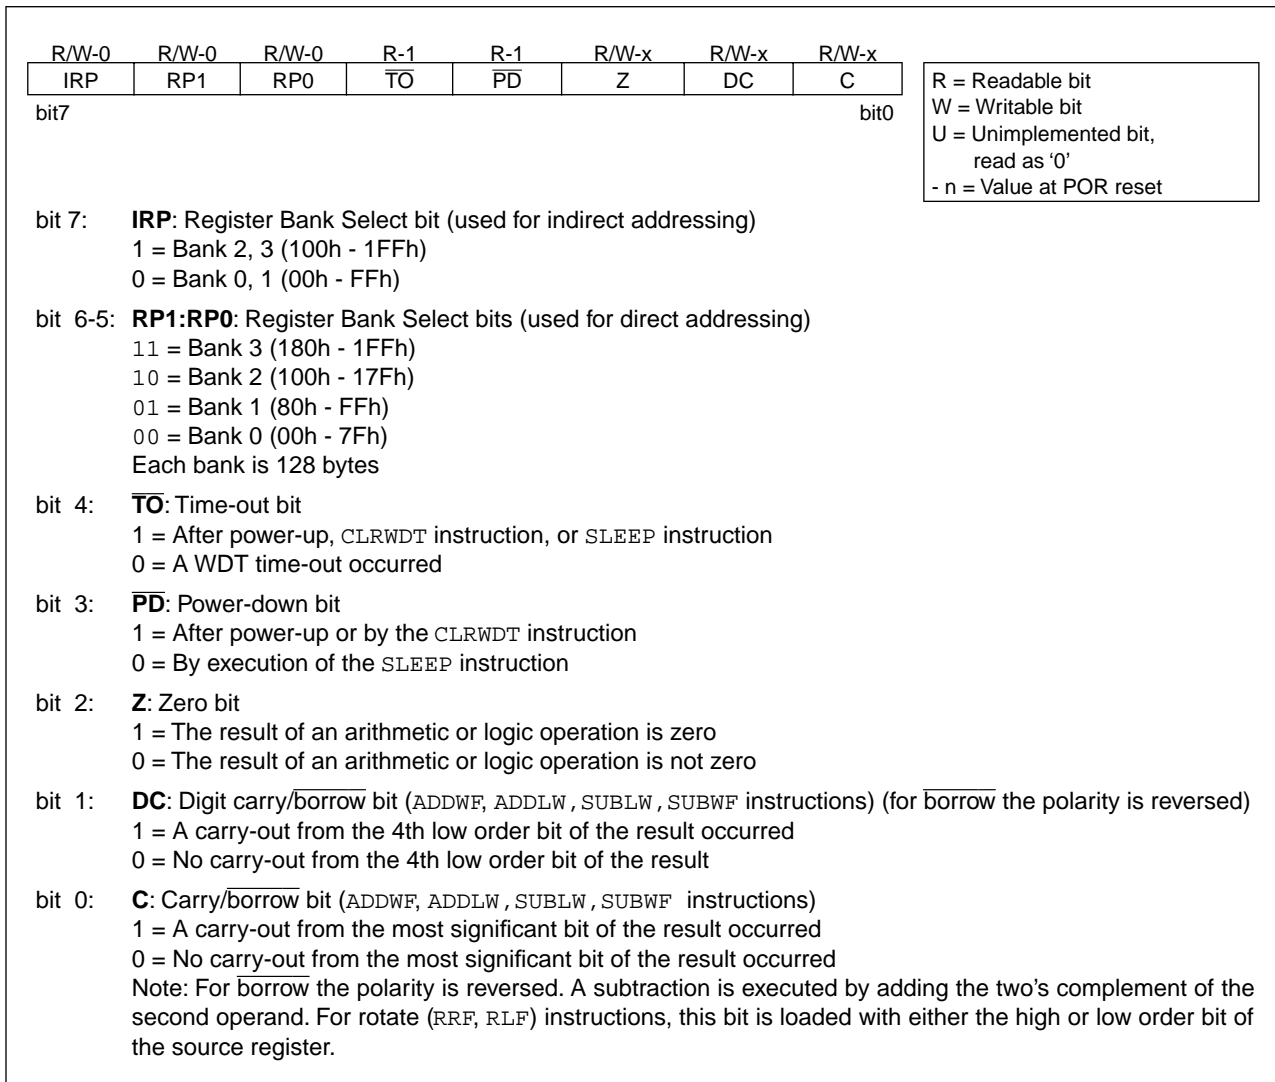 R/W-0 R/W-0 R/W-0 R-1 R-1 R/W-x R/W-x R/W-x
IRP RP1 RP0 T̅O̅ P̅D̅ Z DC C
bit7 bit0
R = Readable bit
W = Writable bit
U = Unimplemented bit,
read as ‘0’
- n = Value at POR reset
bit 7: IRP: Register Bank Select bit (used for indirect addressing)
1 = Bank 2, 3 (100h - 1FFh)
0 = Bank 0, 1 (00h - FFh)
bit 6-5: RP1:RP0: Register Bank Select bits (used for direct addressing)
11 = Bank 3 (180h - 1FFh)
10 = Bank 2 (100h - 17Fh)
01 = Bank 1 (80h - FFh)
00 = Bank 0 (00h - 7Fh)
Each bank is 128 bytes
bit 4: T̅O̅: Time-out bit
1 = After power-up, CLRWDT instruction, or SLEEP instruction
0 = A WDT time-out occurred
bit 3: P̅D̅: Power-down bit
1 = After power-up or by the CLRWDT instruction
0 = By execution of the SLEEP instruction
bit 2: Z: Zero bit
1 = The result of an arithmetic or logic operation is zero
0 = The result of an arithmetic or logic operation is not zero
bit 1: DC: Digit carry/b̅o̅r̅r̅o̅w̅ bit (ADDWF, ADDLW,SUBLW,SUBWF instructions) (for b̅o̅r̅r̅o̅w̅ the polarity is reversed)
1 = A carry-out from the 4th low order bit of the result occurred
0 = No carry-out from the 4th low order bit of the result
bit 0: C: Carry/b̅o̅r̅r̅o̅w̅ bit (ADDWF, ADDLW,SUBLW,SUBWF instructions)
1 = A carry-out from the most significant bit of the result occurred
0 = No carry-out from the most significant bit of the result occurred
Note: For b̅o̅r̅r̅o̅w̅ the polarity is reversed. A subtraction is executed by adding the two’s complement of the
second operand. For rotate (RRF, RLF) instructions, this bit is loaded with either the high or low order bit of
the source register.